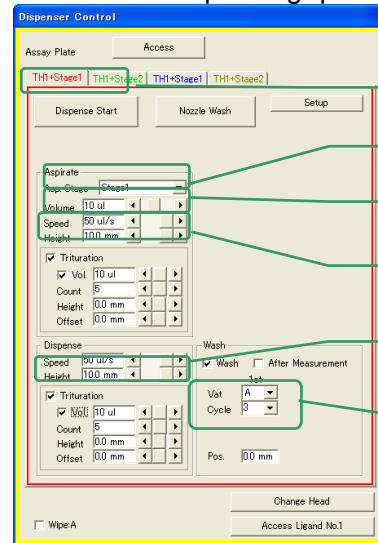 Dispenser Control
Assay Plate Access
TH1+Stage1 TH1+Stage2 TH1+Stage1 TH1+Stage2
Dispense Start Nozzle Wash Setup
Aspirate
Asp. Stage Stage1
Volume 10 ul
Speed 50 ul/s
Height 10.0 mm
Trituration
Vol. 10 ul
Count 5
Height 0.0 mm
Offset 0.0 mm
Dispense
Speed 50 ul/s
Height 10.0 mm
Trituration
Vol. 10 ul
Count 5
Height 0.0 mm
Offset 0.0 mm
Wash
Wash After Measurement
1st
Vat A
Cycle 3
Pos. 0.0 mm
Change Head
Wipe:A Access Ligand No.1